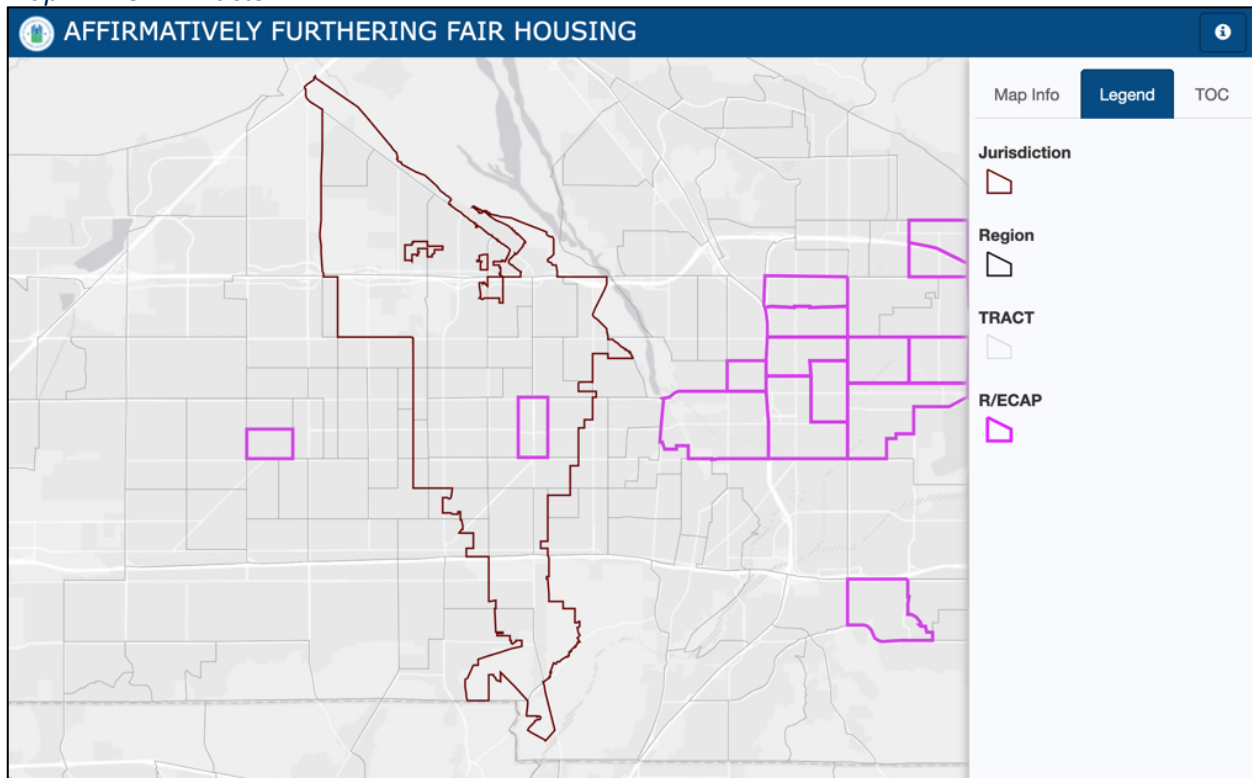 AFFIRMATIVELY FURTHERING FAIR HOUSING
Map Info Legend TOC
Jurisdiction
Region
TRACT
R/ECAP